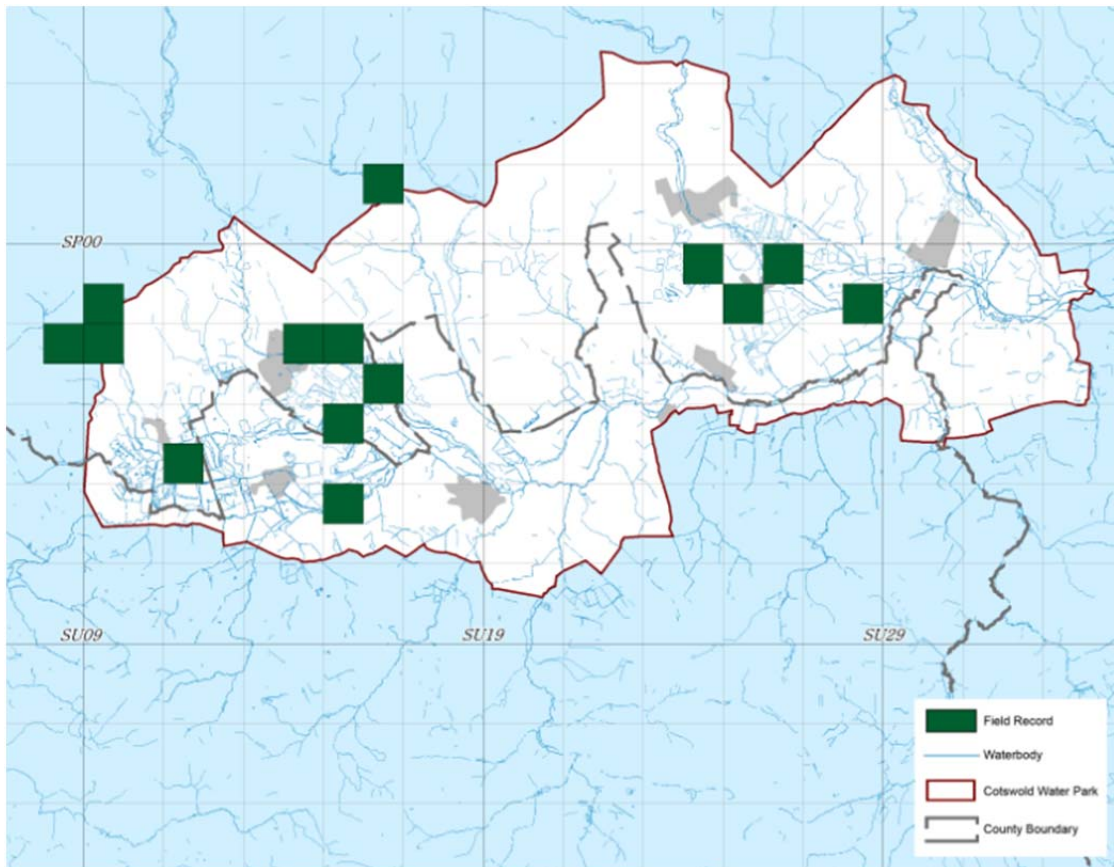 SP00
SU09
SU19
SU29
Field Record
Waterbody
Cotswold Water Park
County Boundary